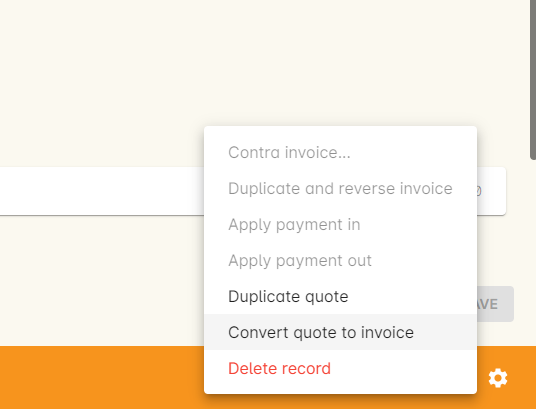 Contra invoice...
Duplicate and reverse invoice
Apply payment in
Apply payment out
Duplicate quote
Convert quote to invoice
Delete record